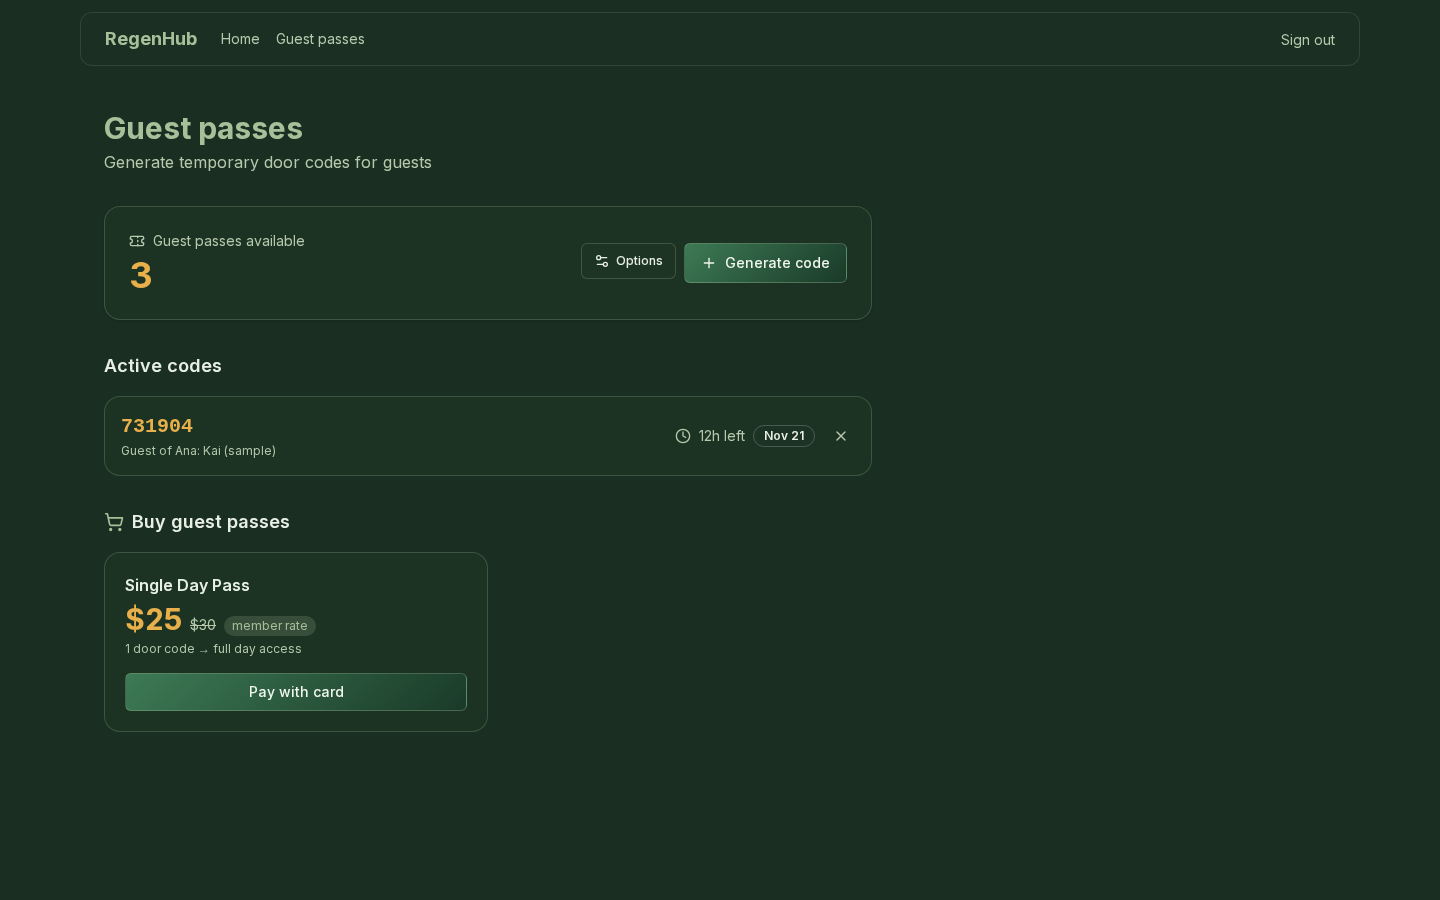 RegenHub Home Guest passes Sign out
Guest passes
Generate temporary door codes for guests
Guest passes available
3
Options
Generate code
Active codes
731904
Guest of Ana: Kai (sample)
12h left
Nov 21
Buy guest passes
Single Day Pass
$25 $30 member rate
1 door code → full day access
Pay with card